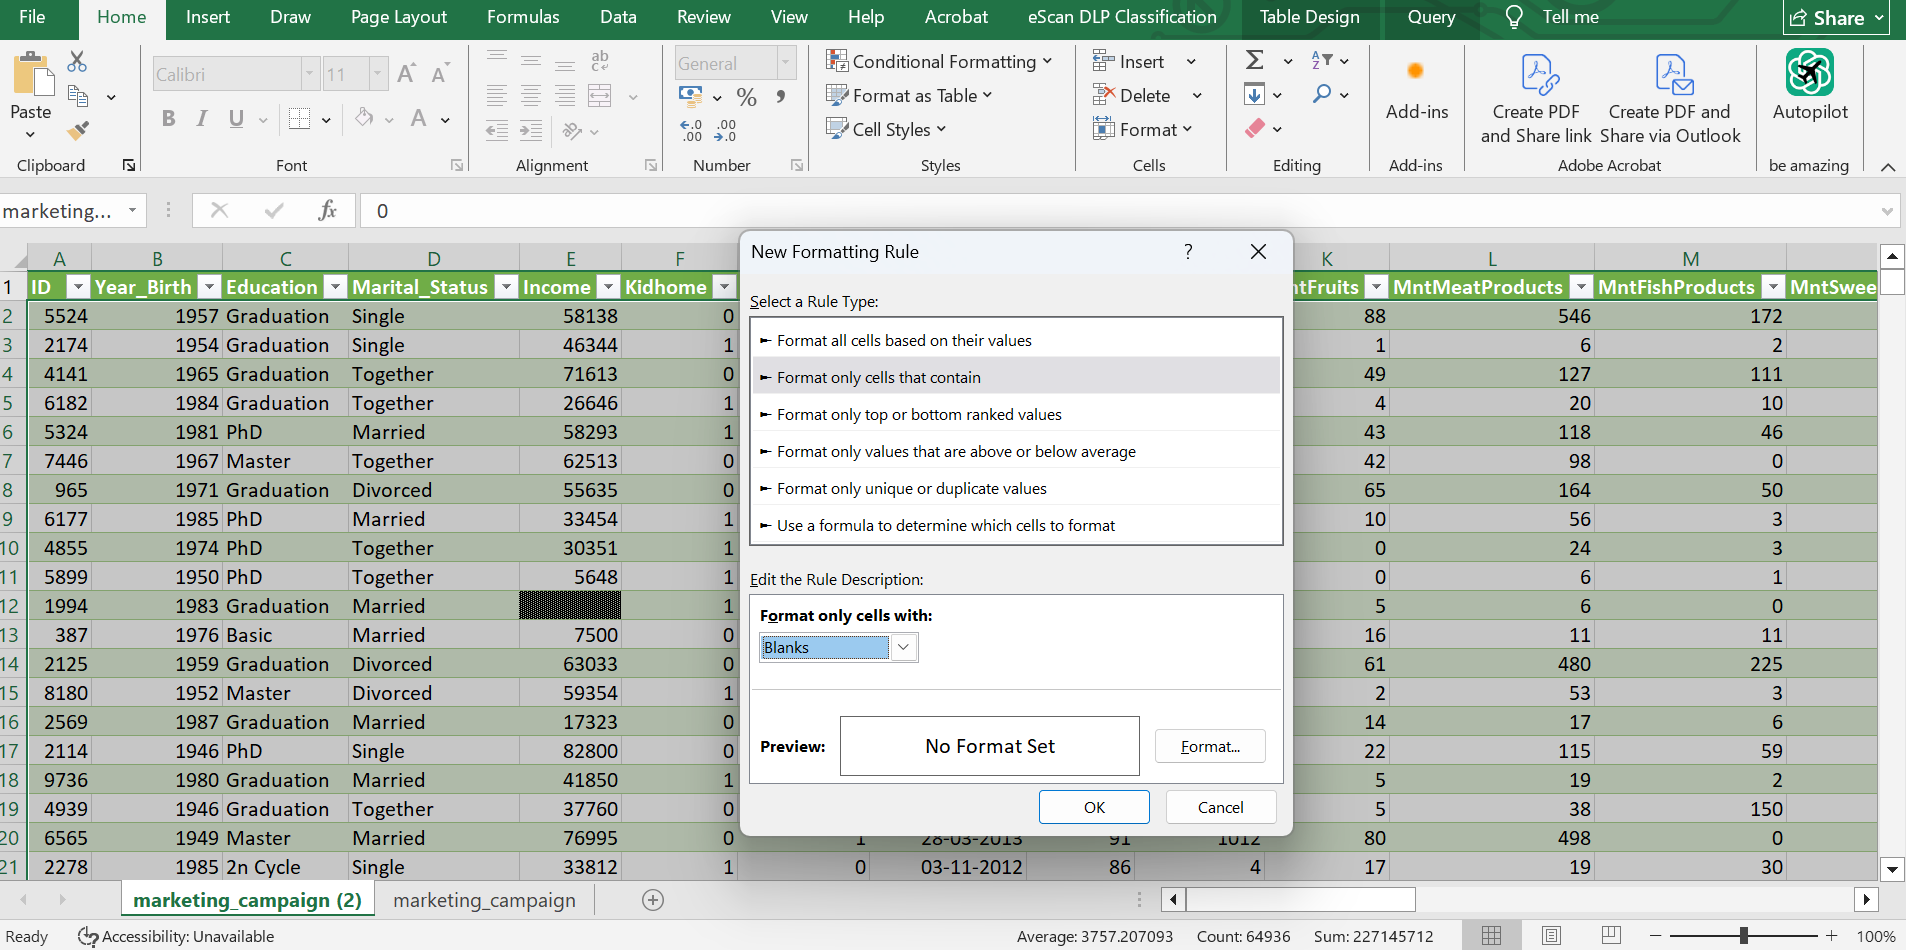 File Home Insert Draw Page Layout Formulas Data Review View Help Acrobat eScan DLP Classification Table Design Query Tell me Share
Calibri 11 General Conditional Formatting Insert
Format as Table Delete
Paste Cell Styles Format Add-ins Create PDF and Share link Create PDF and Share via Outlook Autopilot
Clipboard Font Alignment Number Styles Cells Editing Add-ins Adobe Acrobat be amazing
marketing... fx 0
A B C D E F K L M
1 ID Year_Birth Education Marital_Status Income Kidhome ntFruits MntMeatProducts MntFishProducts MntSwee
2 5524 1957 Graduation Single 58138 0 88 546 172
3 2174 1954 Graduation Single 46344 1 1 6 2
4 4141 1965 Graduation Together 71613 0 49 127 111
5 6182 1984 Graduation Together 26646 1 4 20 10
6 5324 1981 PhD Married 58293 1 43 118 46
7 7446 1967 Master Together 62513 0 42 98 0
8 965 1971 Graduation Divorced 55635 0 65 164 50
9 6177 1985 PhD Married 33454 1 10 56 3
10 4855 1974 PhD Together 30351 1 0 24 3
11 5899 1950 PhD Together 5648 1 0 6 1
12 1994 1983 Graduation Married 1 5 6 0
13 387 1976 Basic Married 7500 0 16 11 11
14 2125 1959 Graduation Divorced 63033 0 61 480 225
15 8180 1952 Master Divorced 59354 1 2 53 3
16 2569 1987 Graduation Married 17323 0 14 17 6
17 2114 1946 PhD Single 82800 0 22 115 59
18 9736 1980 Graduation Married 41850 1 5 19 2
19 4939 1946 Graduation Together 37760 0 5 38 150
20 6565 1949 Master Married 76995 0 1 28-03-2013 91 1012 80 498 0
21 2278 1985 2n Cycle Single 33812 1 0 03-11-2012 86 4 17 19 30
New Formatting Rule ?
Select a Rule Type:
► Format all cells based on their values
► Format only cells that contain
► Format only top or bottom ranked values
► Format only values that are above or below average
► Format only unique or duplicate values
► Use a formula to determine which cells to format
Edit the Rule Description:
Format only cells with:
Blanks
Preview: No Format Set Format...
OK Cancel
marketing_campaign (2) marketing_campaign
Ready Accessibility: Unavailable Average: 3757.207093 Count: 64936 Sum: 227145712 100%